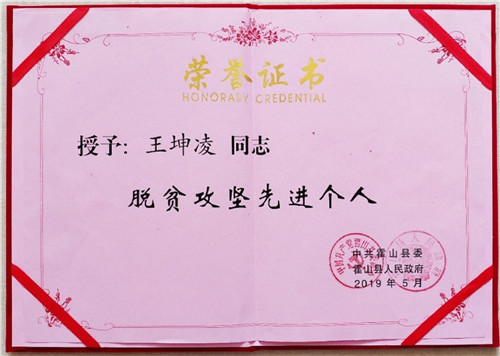 荣誉证书
HONORARY CREDENTIAL
授予：王坤凌 同志
脱贫攻坚先进个人
中共霍山县委
霍山县人民政府
2019年5月